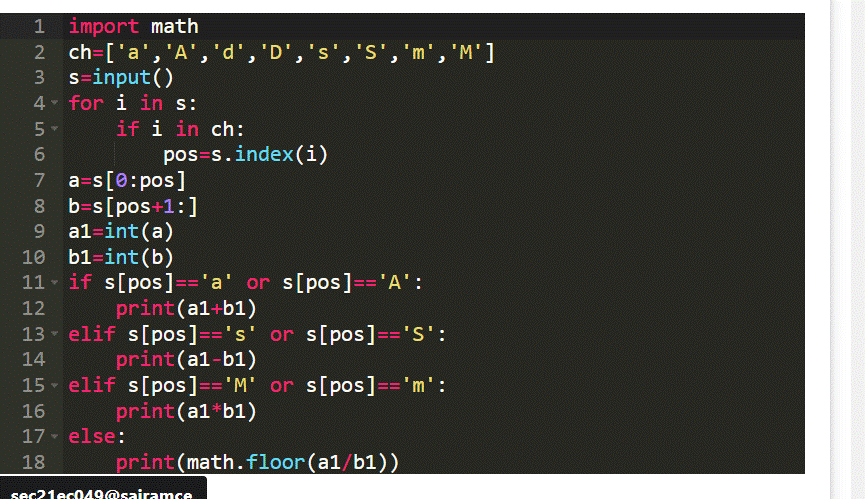 1 import math
2 ch=['a','A','d','D','s','S','m','M']
3 s=input()
4 for i in s:
5     if i in ch:
6         pos=s.index(i)
7 a=s[0:pos]
8 b=s[pos+1:]
9 a1=int(a)
10 b1=int(b)
11 if s[pos]=='a' or s[pos]=='A':
12     print(a1+b1)
13 elif s[pos]=='s' or s[pos]=='S':
14     print(a1-b1)
15 elif s[pos]=='M' or s[pos]=='m':
16     print(a1*b1)
17 else:
18     print(math.floor(a1/b1))
sec21ec049@sairamce